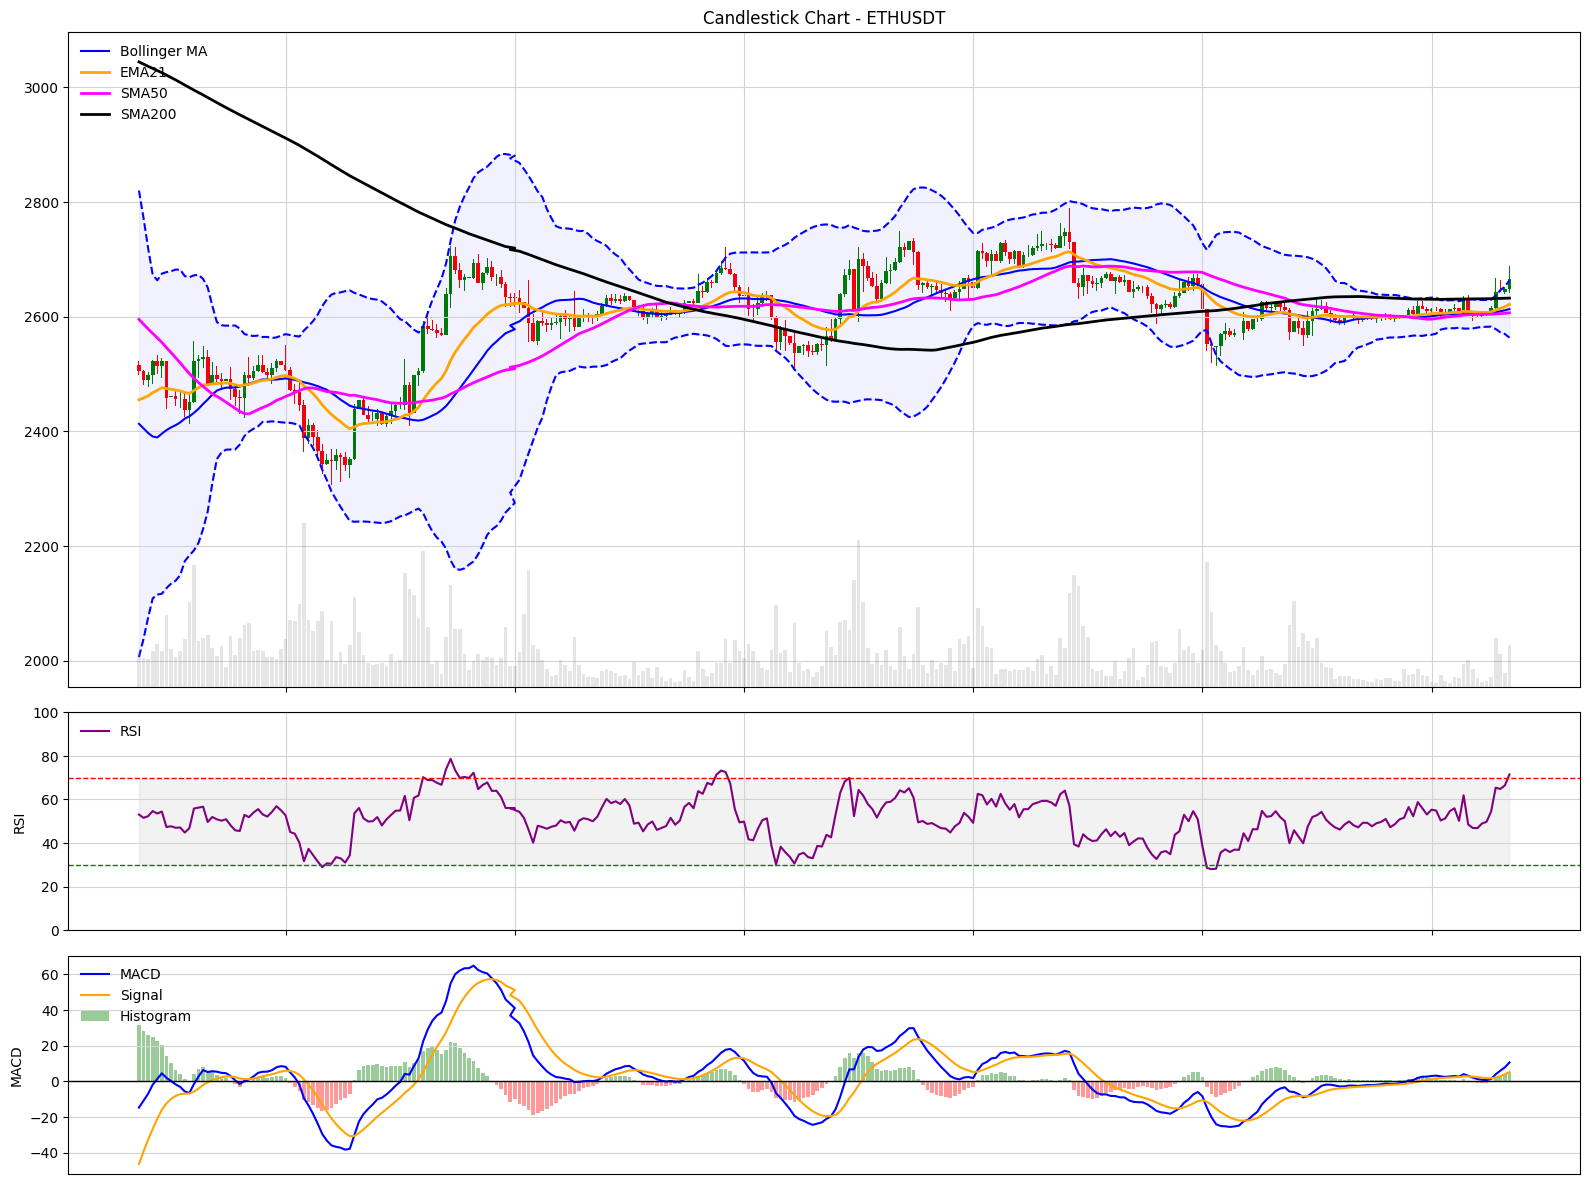 Candlestick Chart - ETHUSDT
Bollinger MA
EMA21
SMA50
SMA200
3000
2800
2600
2400
2200
2000
RSI
100
80
60
40
20
0
RSI
MACD
Signal
Histogram
60
40
20
0
−20
−40
MACD